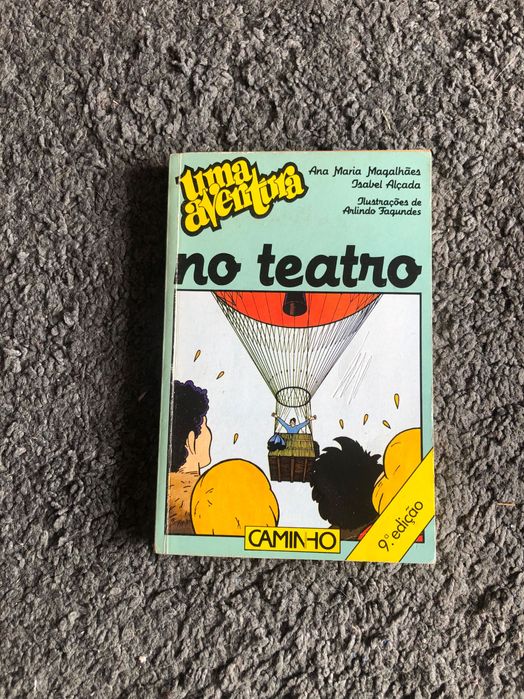 uma
aventura
Ana Maria Magalhães
Isabel Alçada
Ilustrações de
Arlindo Fagundes
no teatro
CAMINHO
9ª edição